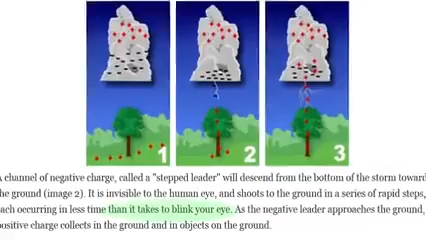 1
2
3
A channel of negative charge, called a "stepped leader" will descend from the bottom of the storm toward
the ground (image 2). It is invisible to the human eye, and shoots to the ground in a series of rapid steps,
each occurring in less time than it takes to blink your eye. As the negative leader approaches the ground,
positive charge collects in the ground and in objects on the ground.